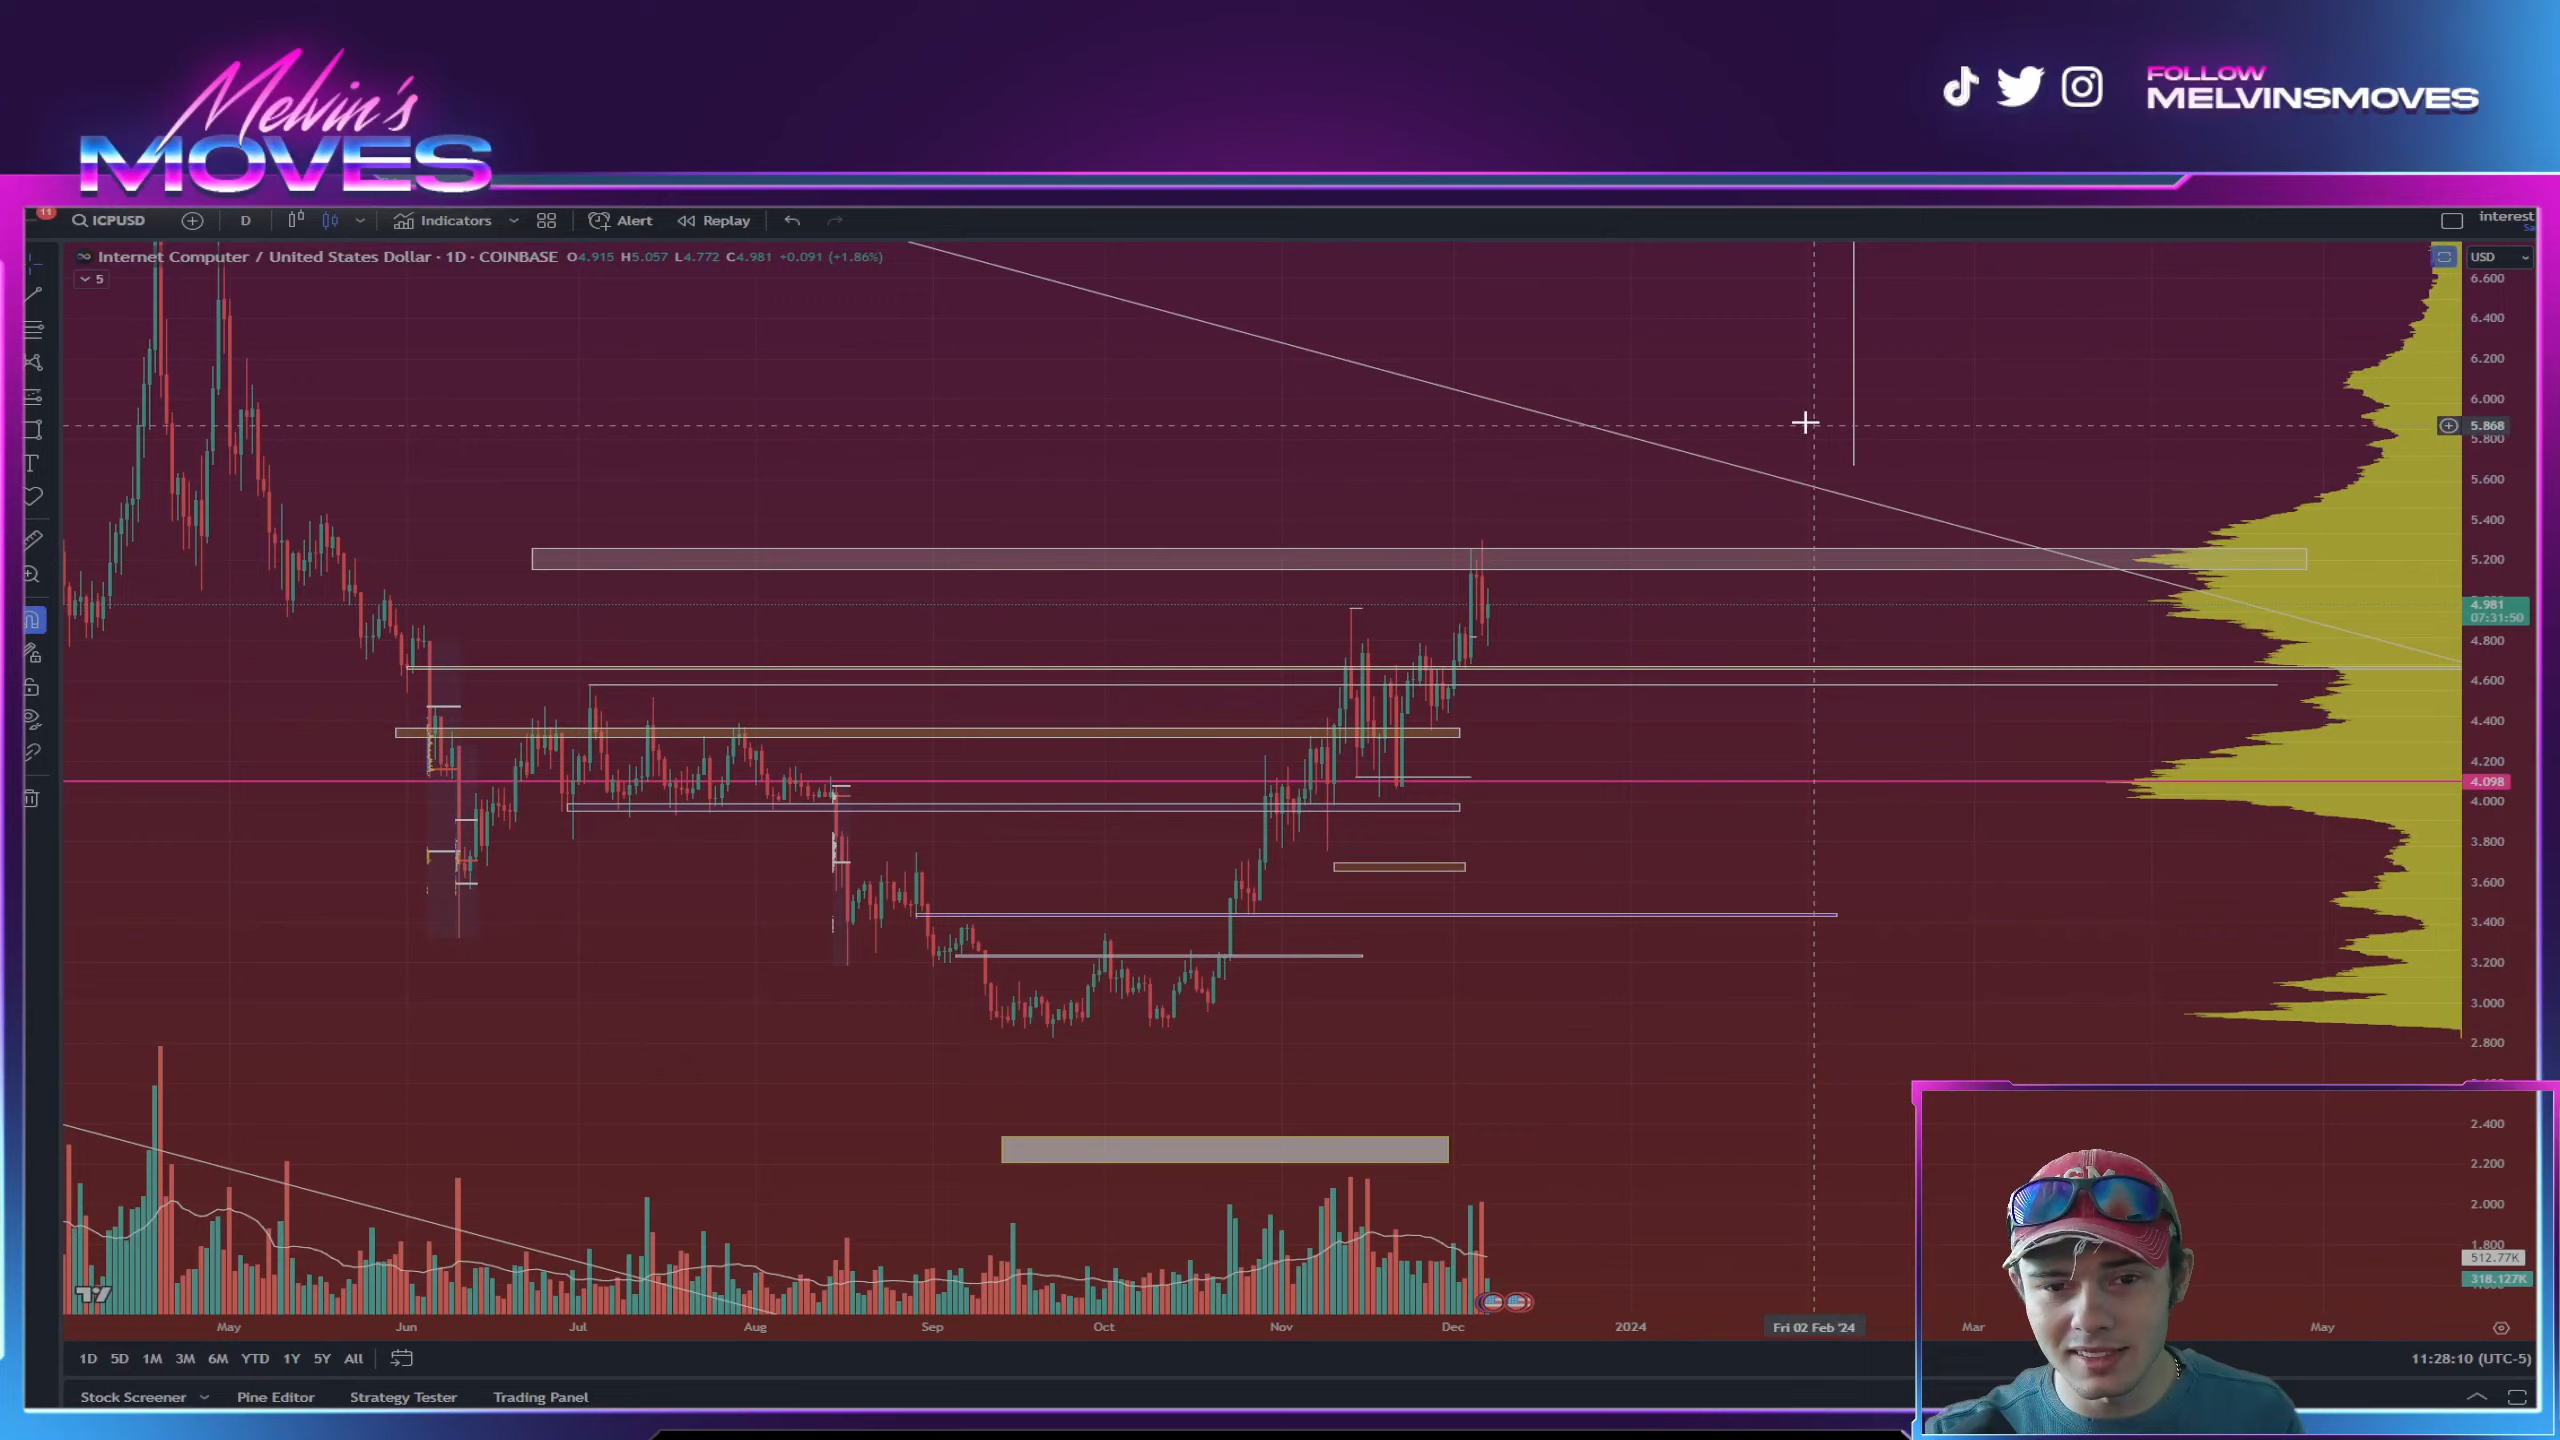 Melvin's
MOVES
FOLLOW
MELVINSMOVES
11
ICPUSD
D
Indicators
Alert
Replay
interest
Internet Computer / United States Dollar · 1D · COINBASE O4.915 H5.057 L4.772 C4.981 +0.091 (+1.86%)
5
USD
6.600
6.400
6.200
6.000
5.868
5.800
5.600
5.400
5.200
4.981
07:31:50
4.800
4.600
4.400
4.200
4.098
4.000
3.800
3.600
3.400
3.200
3.000
2.800
2.400
2.200
2.000
1.800
512.77K
318.127K
May Jun Jul Aug Sep Oct Nov Dec 2024 Fri 02 Feb '24 Mar May
1D 5D 1M 3M 6M YTD 1Y 5Y All
11:28:10 (UTC-5)
Stock Screener Pine Editor Strategy Tester Trading Panel